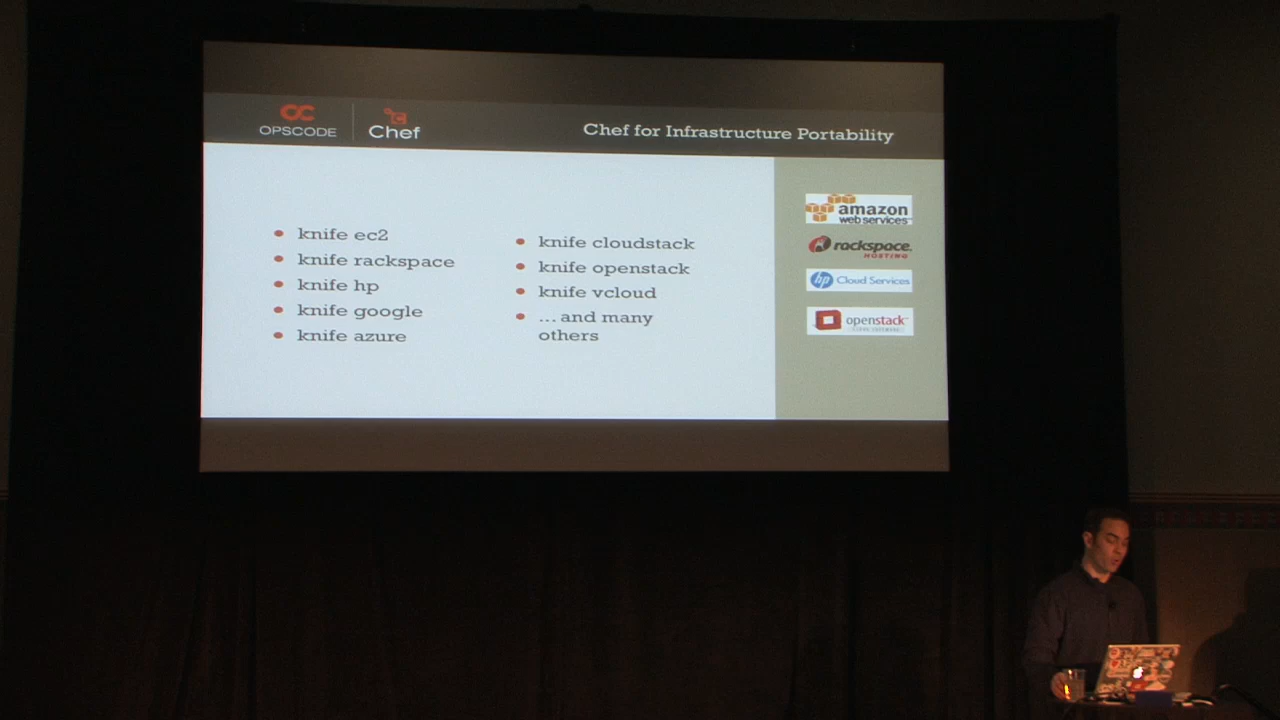 OPSCODE
Chef
Chef for Infrastructure Portability
knife ec2
knife rackspace
knife hp
knife google
knife azure
knife cloudstack
knife openstack
knife vcloud
... and many
others
amazon
web services
rackspace.
HOSTING
hp Cloud Services
openstack